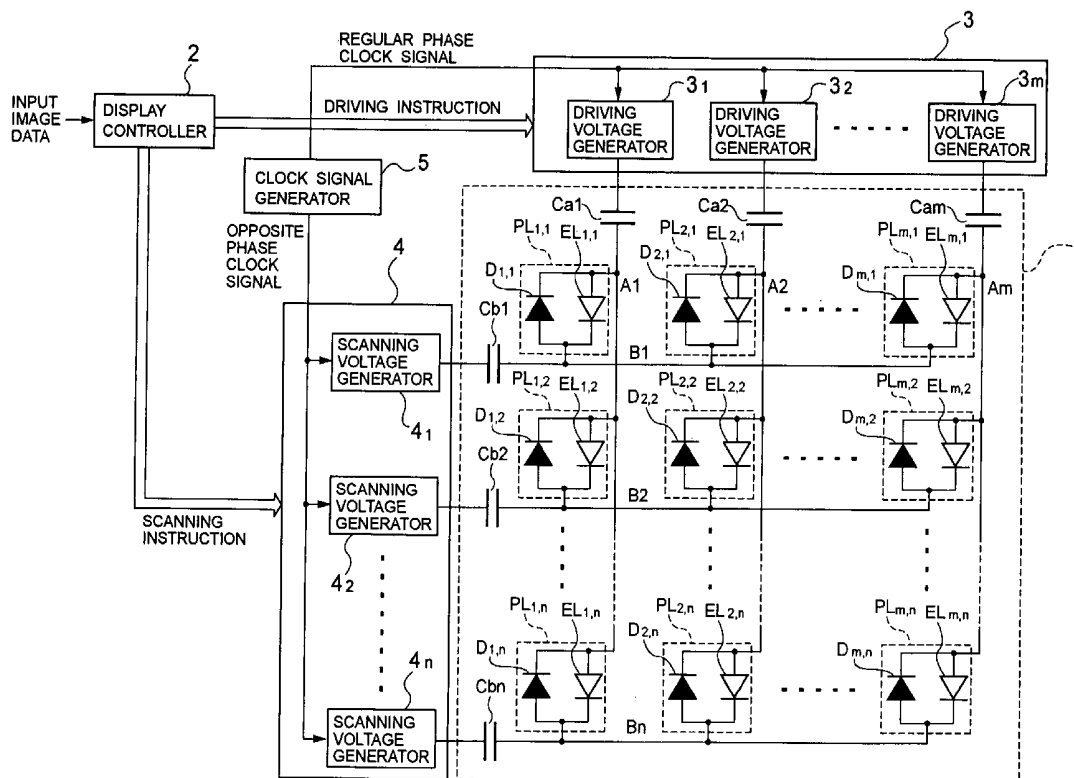 REGULAR PHASE
CLOCK SIGNAL
3
2
INPUT
IMAGE
DATA
DISPLAY
CONTROLLER
DRIVING INSTRUCTION
31
DRIVING
VOLTAGE
GENERATOR
32
DRIVING
VOLTAGE
GENERATOR
3m
DRIVING
VOLTAGE
GENERATOR
5
CLOCK SIGNAL
GENERATOR
OPPOSITE
PHASE
CLOCK
SIGNAL
Ca1
Ca2
Cam
PL1,1
EL1,1
D1,1
A1
PL2,1
EL2,1
D2,1
A2
PLm,1
ELm,1
Dm,1
Am
4
Cb1
B1
SCANNING
VOLTAGE
GENERATOR
41
PL1,2
EL1,2
D1,2
PL2,2
EL2,2
D2,2
PLm,2
ELm,2
Dm,2
Cb2
B2
SCANNING
VOLTAGE
GENERATOR
42
SCANNING
INSTRUCTION
PL1,n
EL1,n
D1,n
PL2,n
EL2,n
D2,n
PLm,n
ELm,n
Dm,n
4n
Cbn
Bn
SCANNING
VOLTAGE
GENERATOR